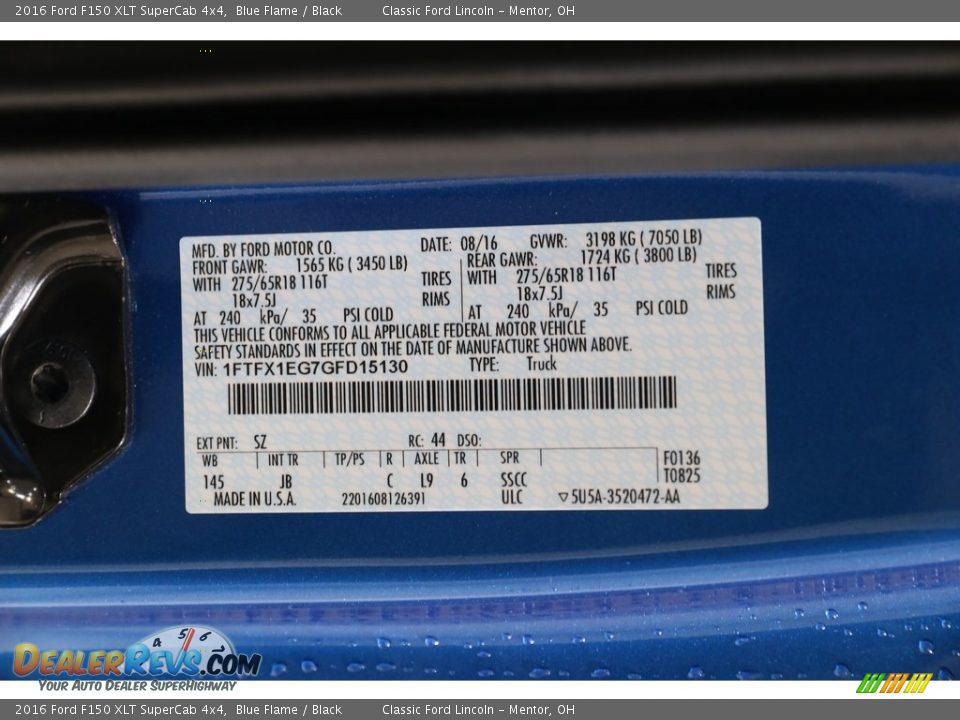 2016 Ford F150 XLT SuperCab 4x4, Blue Flame / Black Classic Ford Lincoln – Mentor, OH
MFD. BY FORD MOTOR CO. DATE: 08/16 GVWR: 3198 KG ( 7050 LB)
FRONT GAWR: 1565 KG ( 3450 LB) REAR GAWR: 1724 KG ( 3800 LB)
WITH 275/65R18 116T TIRES WITH 275/65R18 116T TIRES
18x7.5J RIMS 18x7.5J RIMS
AT 240 kPa/ 35 PSI COLD AT 240 kPa/ 35 PSI COLD
THIS VEHICLE CONFORMS TO ALL APPLICABLE FEDERAL MOTOR VEHICLE
SAFETY STANDARDS IN EFFECT ON THE DATE OF MANUFACTURE SHOWN ABOVE.
VIN: 1FTFX1EG7GFD15130 TYPE: Truck
EXT PNT: SZ RC: 44 DSO:
WB INT TR TP/PS R AXLE TR SPR F0136
145 JB C L9 6 SSCC T0825
MADE IN U.S.A. 2201608126391 ULC 5U5A-3520472-AA
4 5 6
DEALERREVS.COM
YOUR AUTO DEALER SUPERHIGHWAY
2016 Ford F150 XLT SuperCab 4x4, Blue Flame / Black Classic Ford Lincoln – Mentor, OH